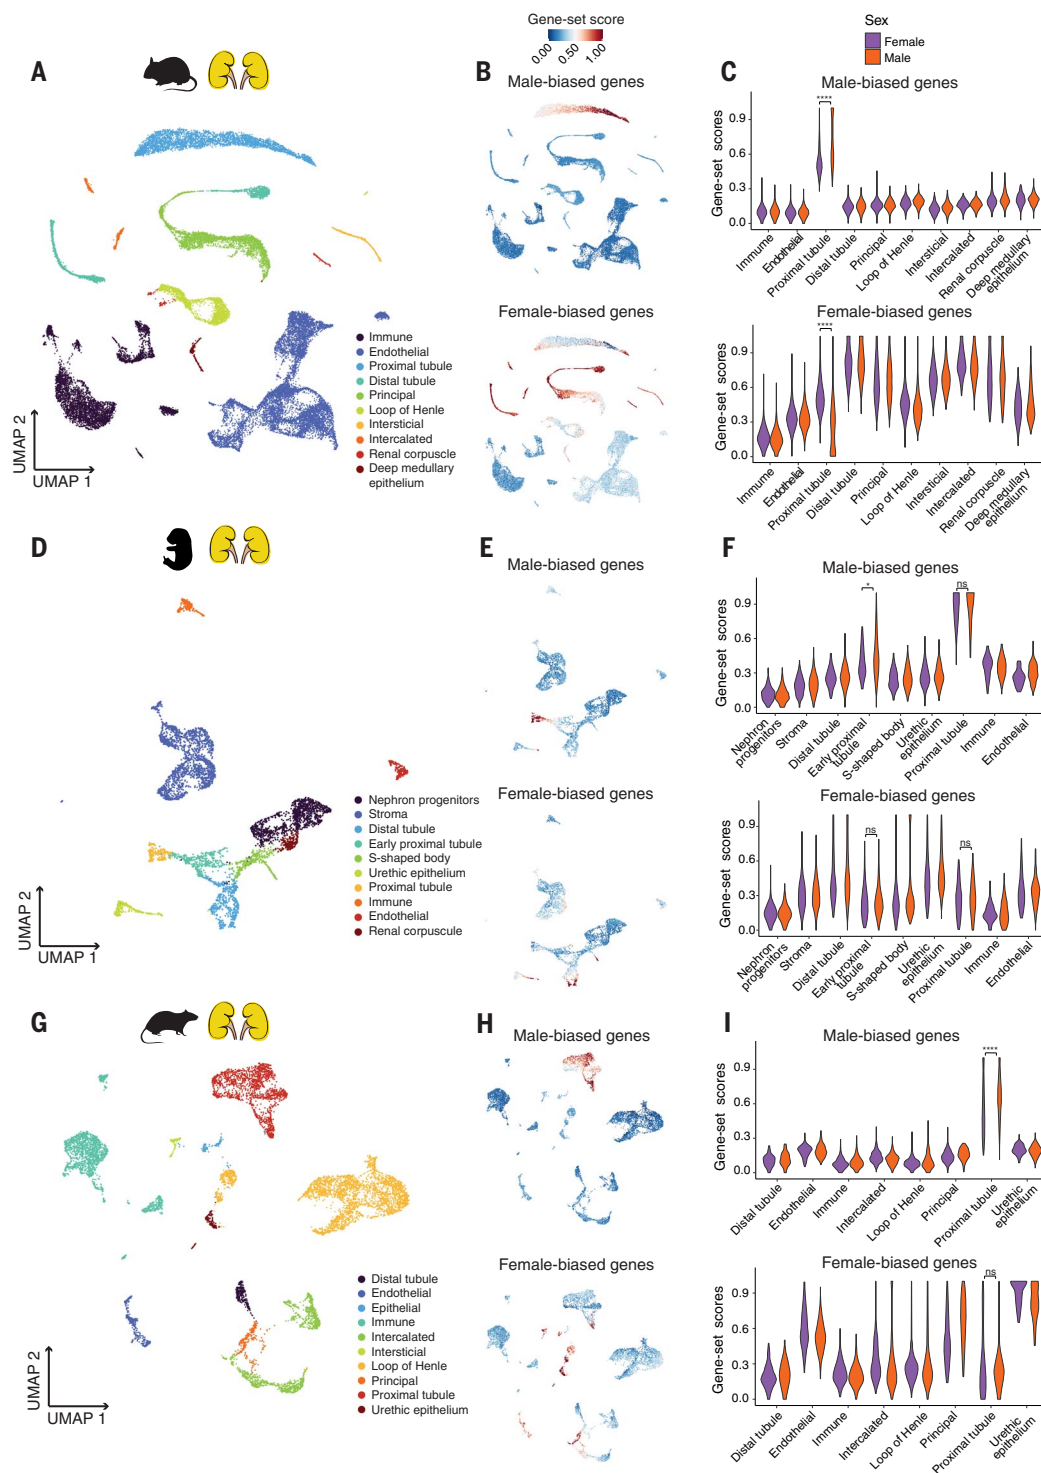 Gene-set score
0.00
0.50
1.00
Sex
Female
Male
A
B
Male-biased genes
C
Male-biased genes
Gene-set scores
0.9
0.6
0.3
0.0
****
Immune
Endothelial
Proximal tubule
Distal tubule
Principal
Loop of Henle
Intersticial
Intercalated
Renal corpuscle
Deep medullary
epithelium
Immune
Endothelial
Proximal tubule
Distal tubule
Principal
Loop of Henle
Intersticial
Intercalated
Renal corpuscle
Deep medullary
epithelium
UMAP 2
UMAP 1
Female-biased genes
Female-biased genes
Gene-set scores
0.9
0.6
0.3
0.0
****
Immune
Endothelial
Proximal tubule
Distal tubule
Principal
Loop of Henle
Intersticial
Intercalated
Renal corpuscle
Deep medullary
epithelium
D
E
Male-biased genes
F
Male-biased genes
Gene-set scores
0.9
0.6
0.3
0.0
*
ns
Nephron
progenitors
Stroma
Distal tubule
Early proximal
tubule
S-shaped body
Urethic
epithelium
Proximal tubule
Immune
Endothelial
Nephron progenitors
Stroma
Distal tubule
Early proximal tubule
S-shaped body
Urethic epithelium
Proximal tubule
Immune
Endothelial
Renal corpuscule
UMAP 2
UMAP 1
Female-biased genes
Female-biased genes
Gene-set scores
0.9
0.6
0.3
0.0
ns
ns
Nephron
progenitors
Stroma
Distal tubule
Early proximal
tubule
S-shaped body
Urethic
epithelium
Proximal tubule
Immune
Endothelial
G
H
Male-biased genes
I
Male-biased genes
Gene-set scores
0.9
0.6
0.3
0.0
****
Distal tubule
Endothelial
Immune
Intercalated
Loop of Henle
Principal
Proximal tubule
Urethic
epithelium
Distal tubule
Endothelial
Epithelial
Immune
Intercalated
Intersticial
Loop of Henle
Principal
Proximal tubule
Urethic epithelium
UMAP 2
UMAP 1
Female-biased genes
Female-biased genes
Gene-set scores
0.9
0.6
0.3
0.0
ns
Distal tubule
Endothelial
Immune
Intercalated
Loop of Henle
Principal
Proximal tubule
Urethic
epithelium